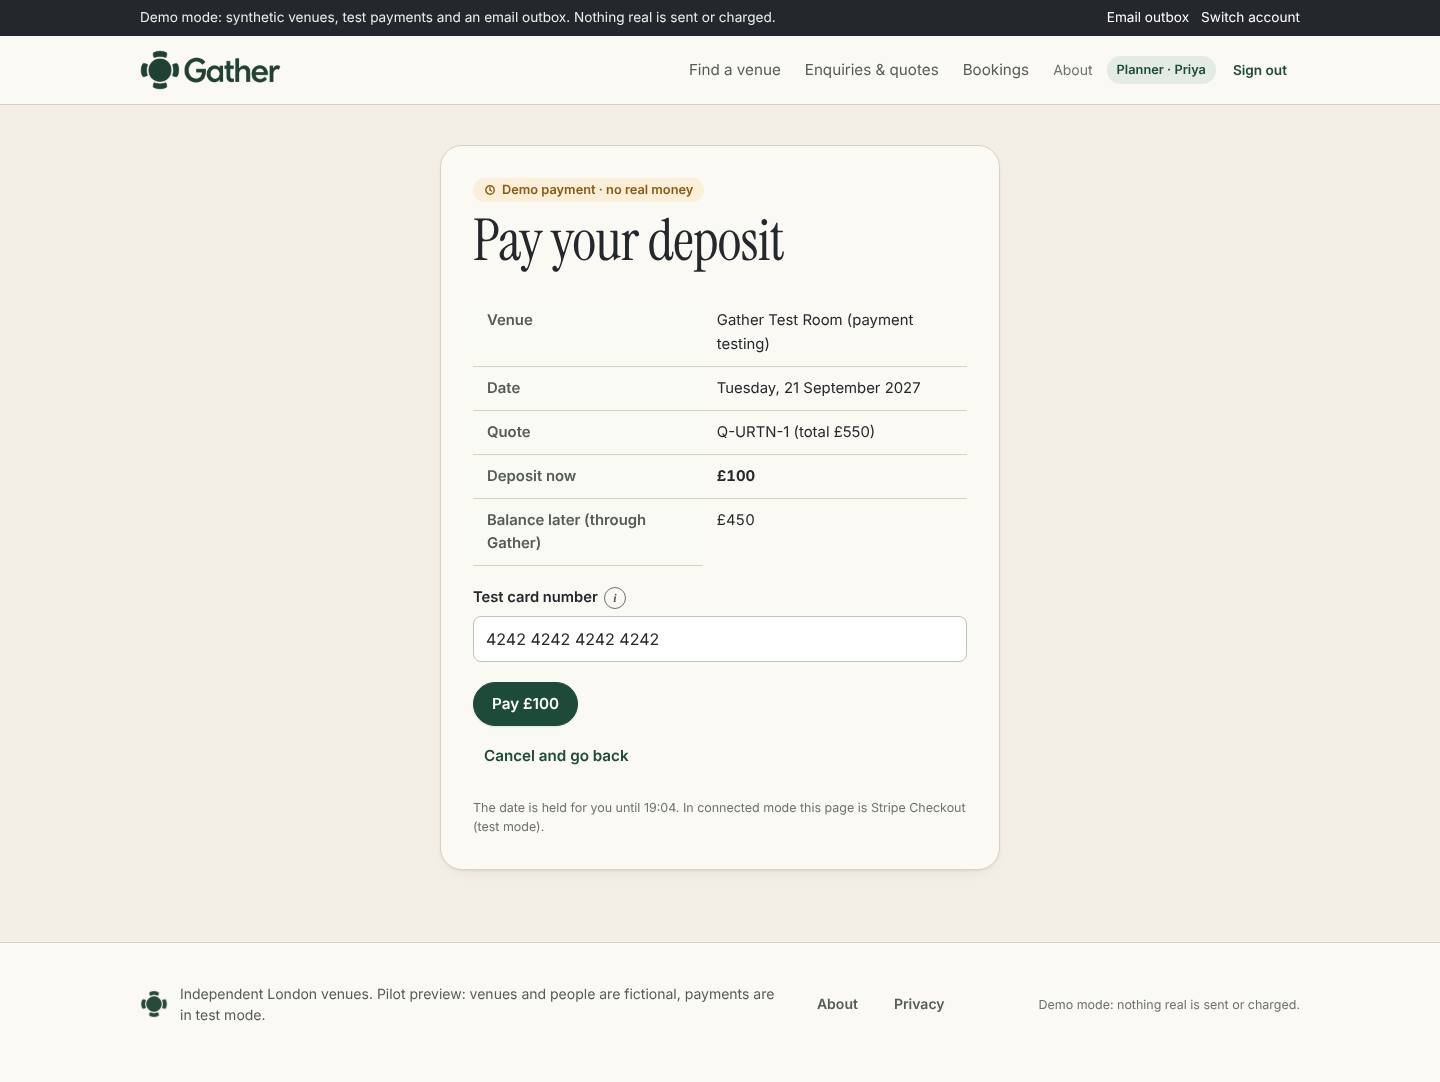 Demo mode: synthetic venues, test payments and an email outbox. Nothing real is sent or charged.
Email outbox Switch account
Gather
Find a venue Enquiries & quotes Bookings About Planner · Priya Sign out
Demo payment · no real money
Pay your deposit
Venue Gather Test Room (payment
testing)
Date Tuesday, 21 September 2027
Quote Q-URTN-1 (total £550)
Deposit now £100
Balance later (through £450
Gather)
Test card number i
4242 4242 4242 4242
Pay £100
Cancel and go back
The date is held for you until 19:04. In connected mode this page is Stripe Checkout
(test mode).
Independent London venues. Pilot preview: venues and people are fictional, payments are
in test mode.
About Privacy
Demo mode: nothing real is sent or charged.